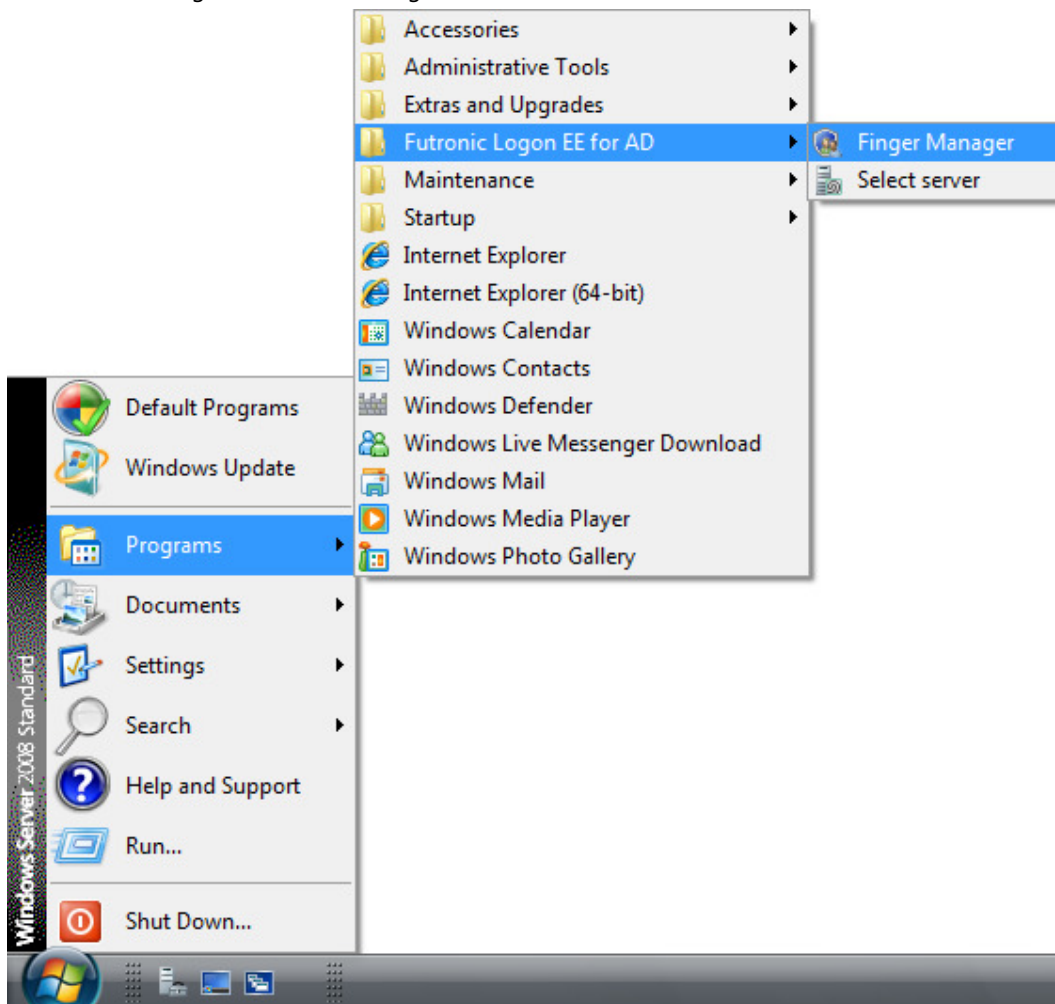 Accessories
Administrative Tools
Extras and Upgrades
Futronic Logon EE for AD
Finger Manager
Maintenance
Select server
Startup
Internet Explorer
Internet Explorer (64-bit)
Windows Calendar
Windows Contacts
Windows Defender
Windows Live Messenger Download
Windows Mail
Windows Media Player
Windows Photo Gallery
Default Programs
Windows Update
Programs
Documents
Settings
Search
Help and Support
Run...
Shut Down...
Windows Server 2008 Standard